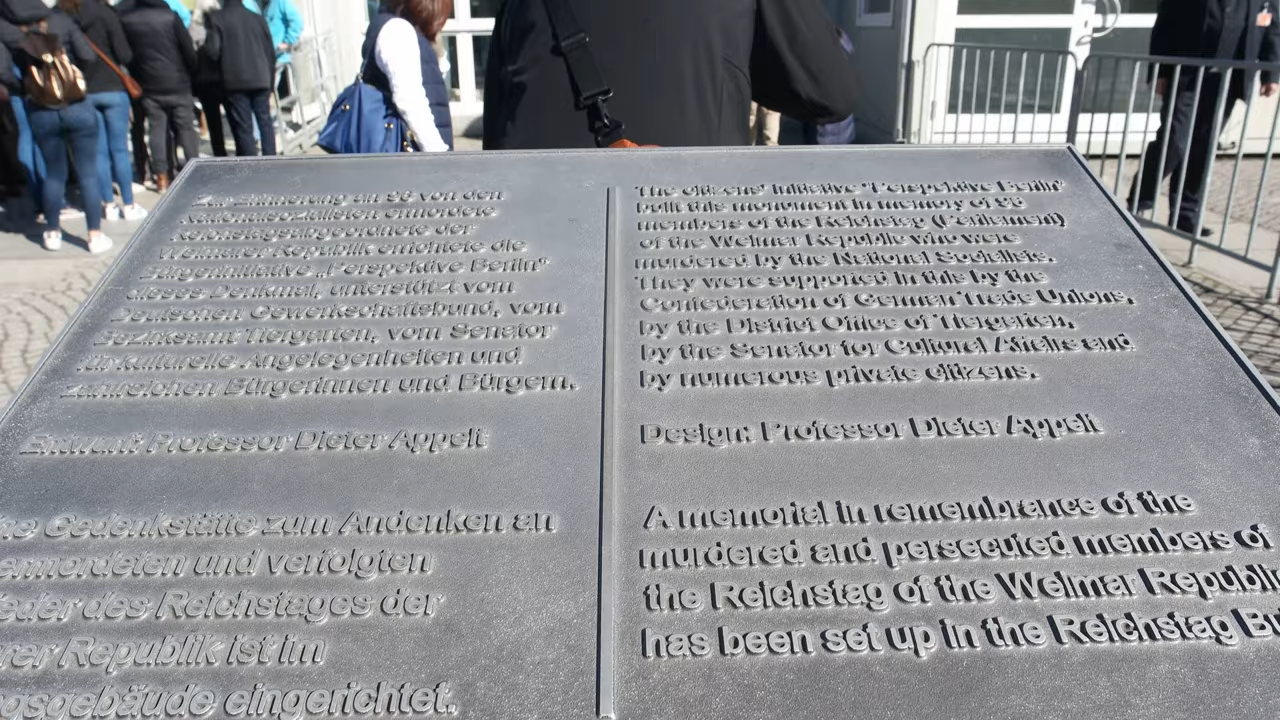 Zur Erinnerung an 96 von den
Nationalsozialisten ermordete
Reichstagsabgeordnete der
Weimarer Republik errichtete die
Bürgerinitiative „Perspektive Berlin“
dieses Denkmal, unterstützt vom
Deutschen Gewerkschaftsbund, vom
Bezirksamt Tiergarten, vom Senator
für kulturelle Angelegenheiten und
zahlreichen Bürgerinnen und Bürgern.
Entwurf: Professor Dieter Appelt
ne Gedenkstätte zum Andenken an
ermordeten und verfolgten
ieder des Reichstages der
rer Republik ist im
gsgebäude eingerichtet.
The citizens' initiative 'Perspektive Berlin'
built this monument in memory of 96
members of the Reichstag (Parliament)
of the Weimar Republic who were
murdered by the National Socialists.
They were supported in this by the
Confederation of German Trade Unions,
by the District Office of Tiergarten,
by the Senator for Cultural Affairs and
by numerous private citizens.
Design: Professor Dieter Appelt
A memorial in remembrance of the
murdered and persecuted members of
the Reichstag of the Weimar Republi
has been set up in the Reichstag Bu